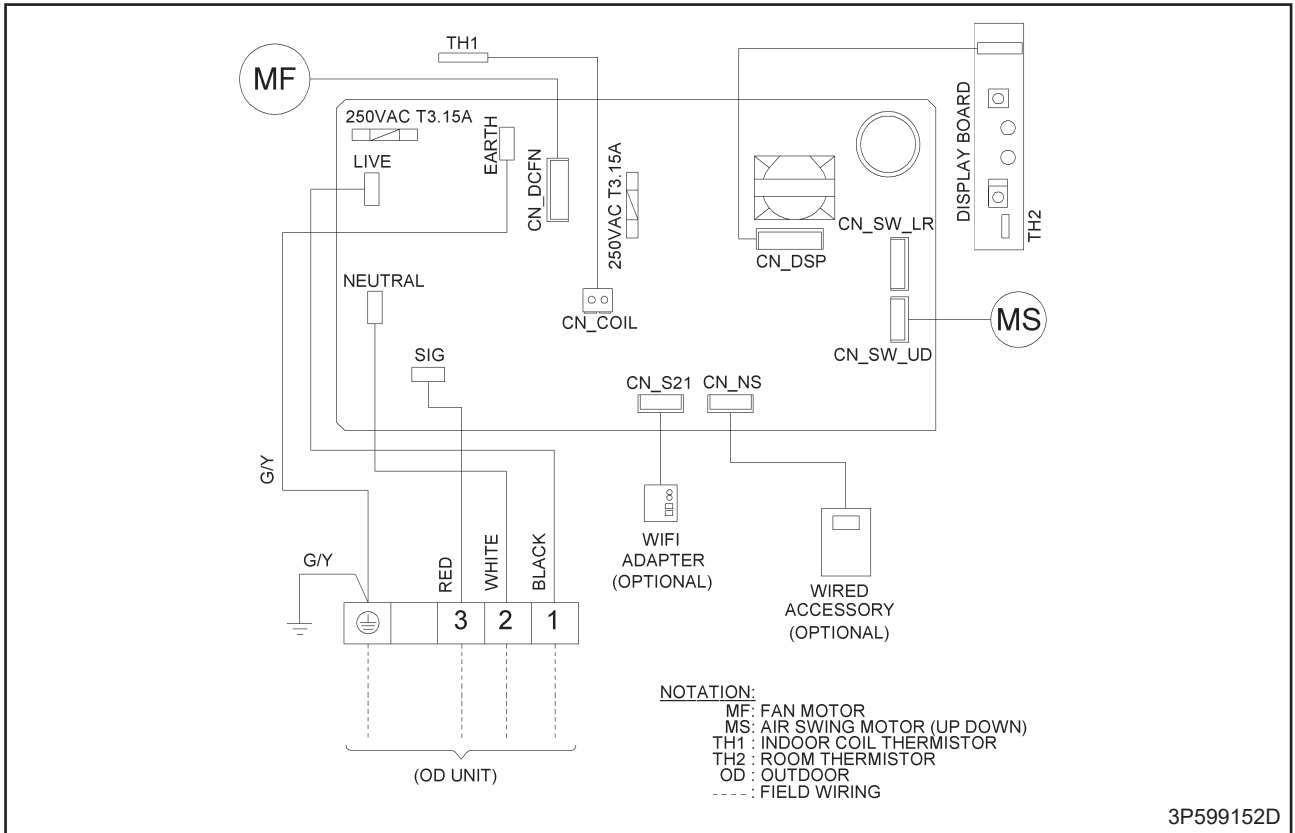 TH1
MF
250VAC T3.15A
LIVE
EARTH
CN_DCFN
250VAC T3.15A
DISPLAY BOARD
TH2
CN_SW_LR
CN_DSP
NEUTRAL
CN_COIL
MS
CN_SW_UD
SIG
CN_S21
CN_NS
G/Y
WIFI
ADAPTER
(OPTIONAL)
G/Y
RED
WHITE
BLACK
WIRED
ACCESSORY
(OPTIONAL)
3
2
1
(OD UNIT)
NOTATION:
MF: FAN MOTOR
MS: AIR SWING MOTOR (UP DOWN)
TH1 : INDOOR COIL THERMISTOR
TH2 : ROOM THERMISTOR
OD : OUTDOOR
---- : FIELD WIRING
3P599152D